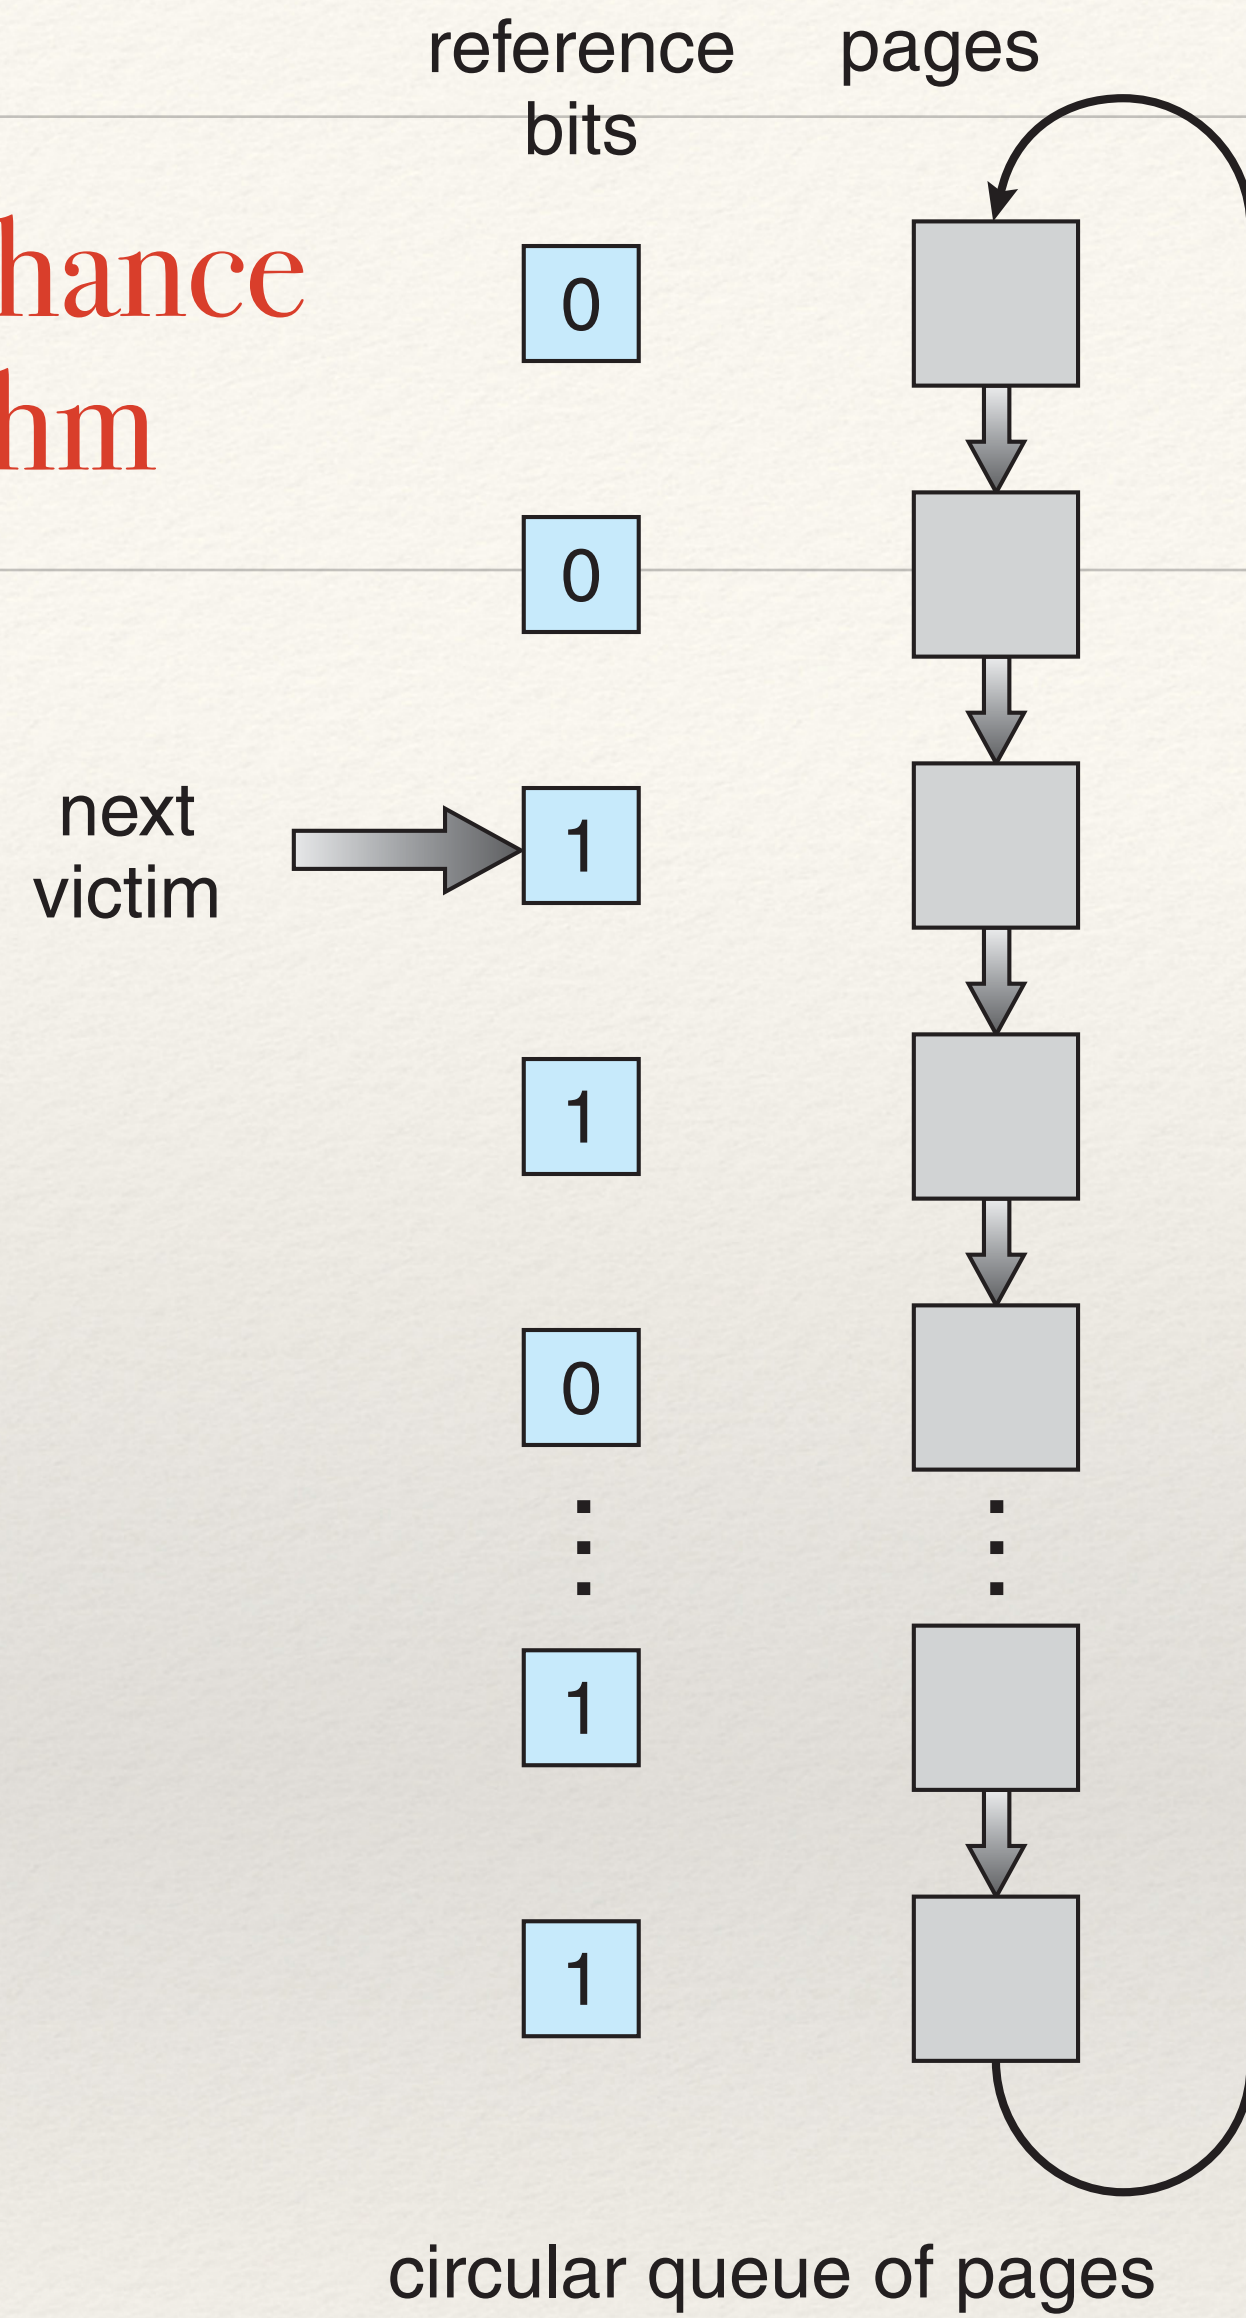 reference
bits
pages
hance
hm
0
0
next
victim
1
1
0
1
1
circular queue of pages